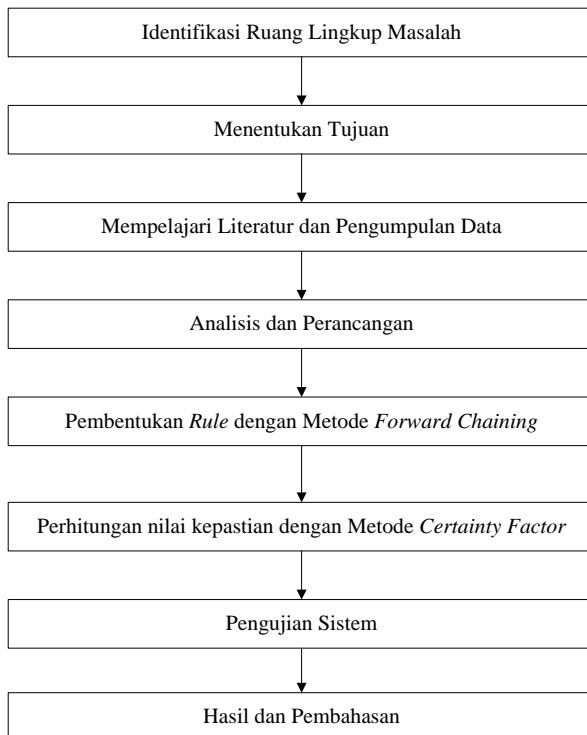 Identifikasi Ruang Lingkup Masalah
Menentukan Tujuan
Mempelajari Literatur dan Pengumpulan Data
Analisis dan Perancangan
Pembentukan Rule dengan Metode Forward Chaining
Perhitungan nilai kepastian dengan Metode Certainty Factor
Pengujian Sistem
Hasil dan Pembahasan